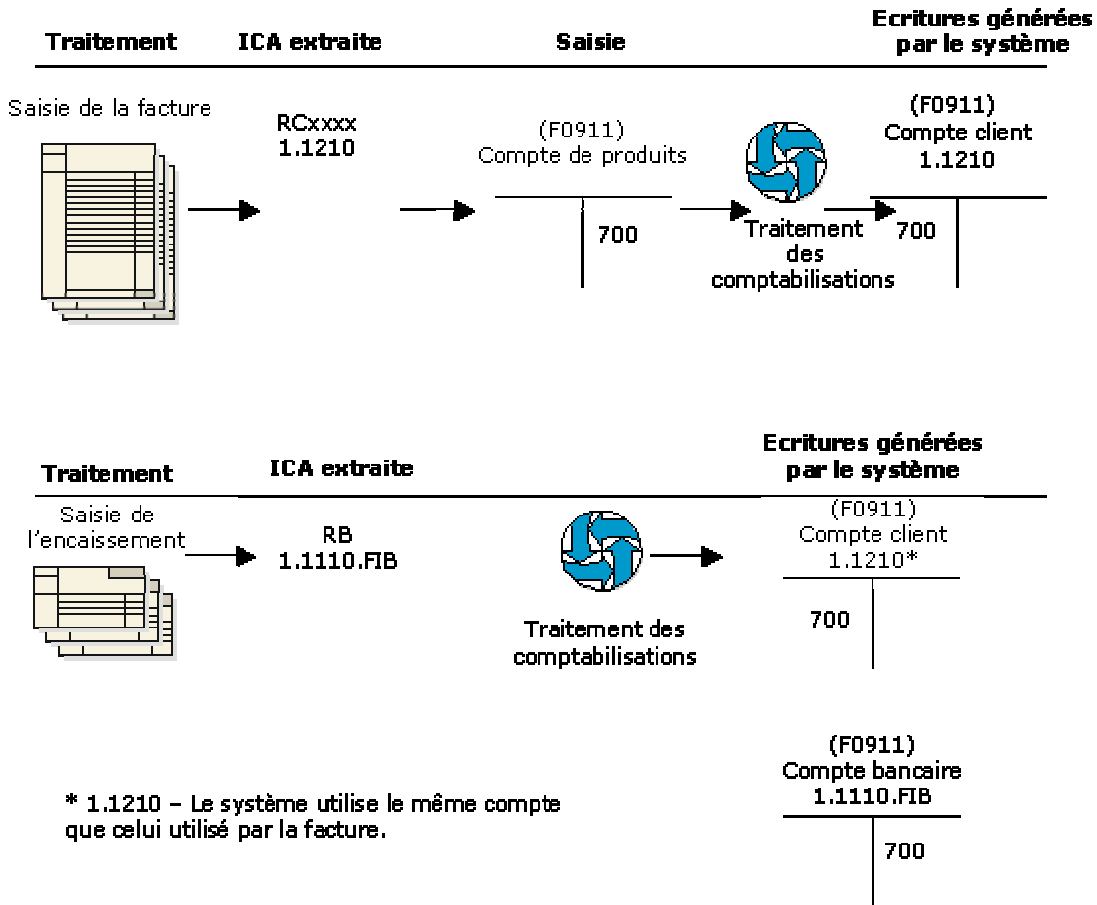 Traitement
ICA extraite
Saisie
Ecritures générées
par le système
Saisie de la facture
RCxxxx
1.1210
(F0911)
Compte de produits
700
Traitement
des
comptabilisations
(F0911)
Compte client
1.1210
700
Traitement
ICA extraite
Ecritures générées
par le système
Saisie de
l'encaissement
RB
1.1110.FIB
Traitement des
comptabilisations
(F0911)
Compte client
1.1210*
700
(F0911)
Compte bancaire
1.1110.FIB
700
* 1.1210 – Le système utilise le même compte
que celui utilisé par la facture.